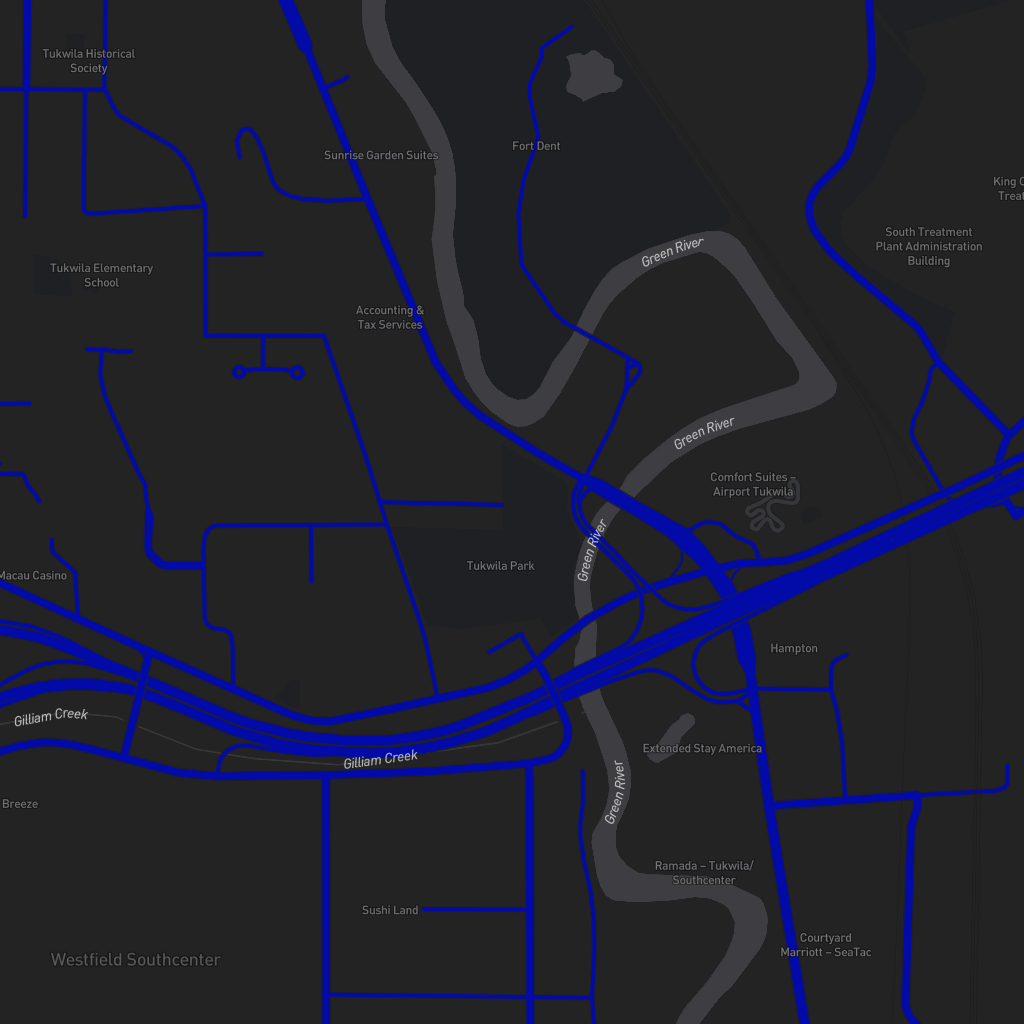 Tukwila Historical
Society
Sunrise Garden Suites
Fort Dent
King
South Treatment
Plant Administration
Building
Green River
Tukwila Elementary
School
Accounting &
Tax Services
Green River
Comfort Suites –
Airport Tukwila
Green River
Tukwila Park
Macau Casino
Hampton
Gilliam Creek
Gilliam Creek
Extended Stay America
Green River
Breeze
Ramada – Tukwila/
Southcenter
Sushi Land
Courtyard
Marriott – SeaTac
Westfield Southcenter